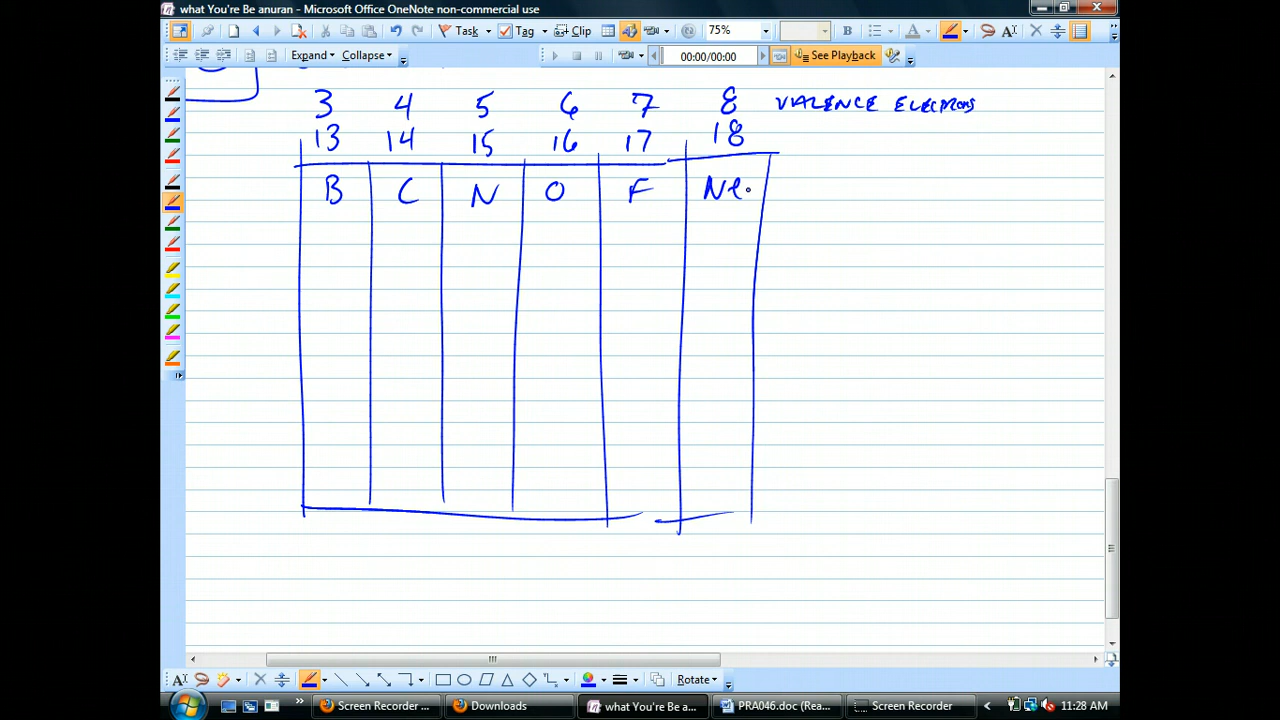 what You're Be anuran - Microsoft Office OneNote non-commercial use
Task Tag Clip 75% B A
Expand Collapse 00:00/00:00 See Playback
3 4 5 6 7 8 VALENCE ELECTRONS
13 14 15 16 17 18
B C N O F Ne
Rotate
Screen Recorder ... Downloads what You're Be a... PRA046.doc (Rea... Screen Recorder 11:28 AM